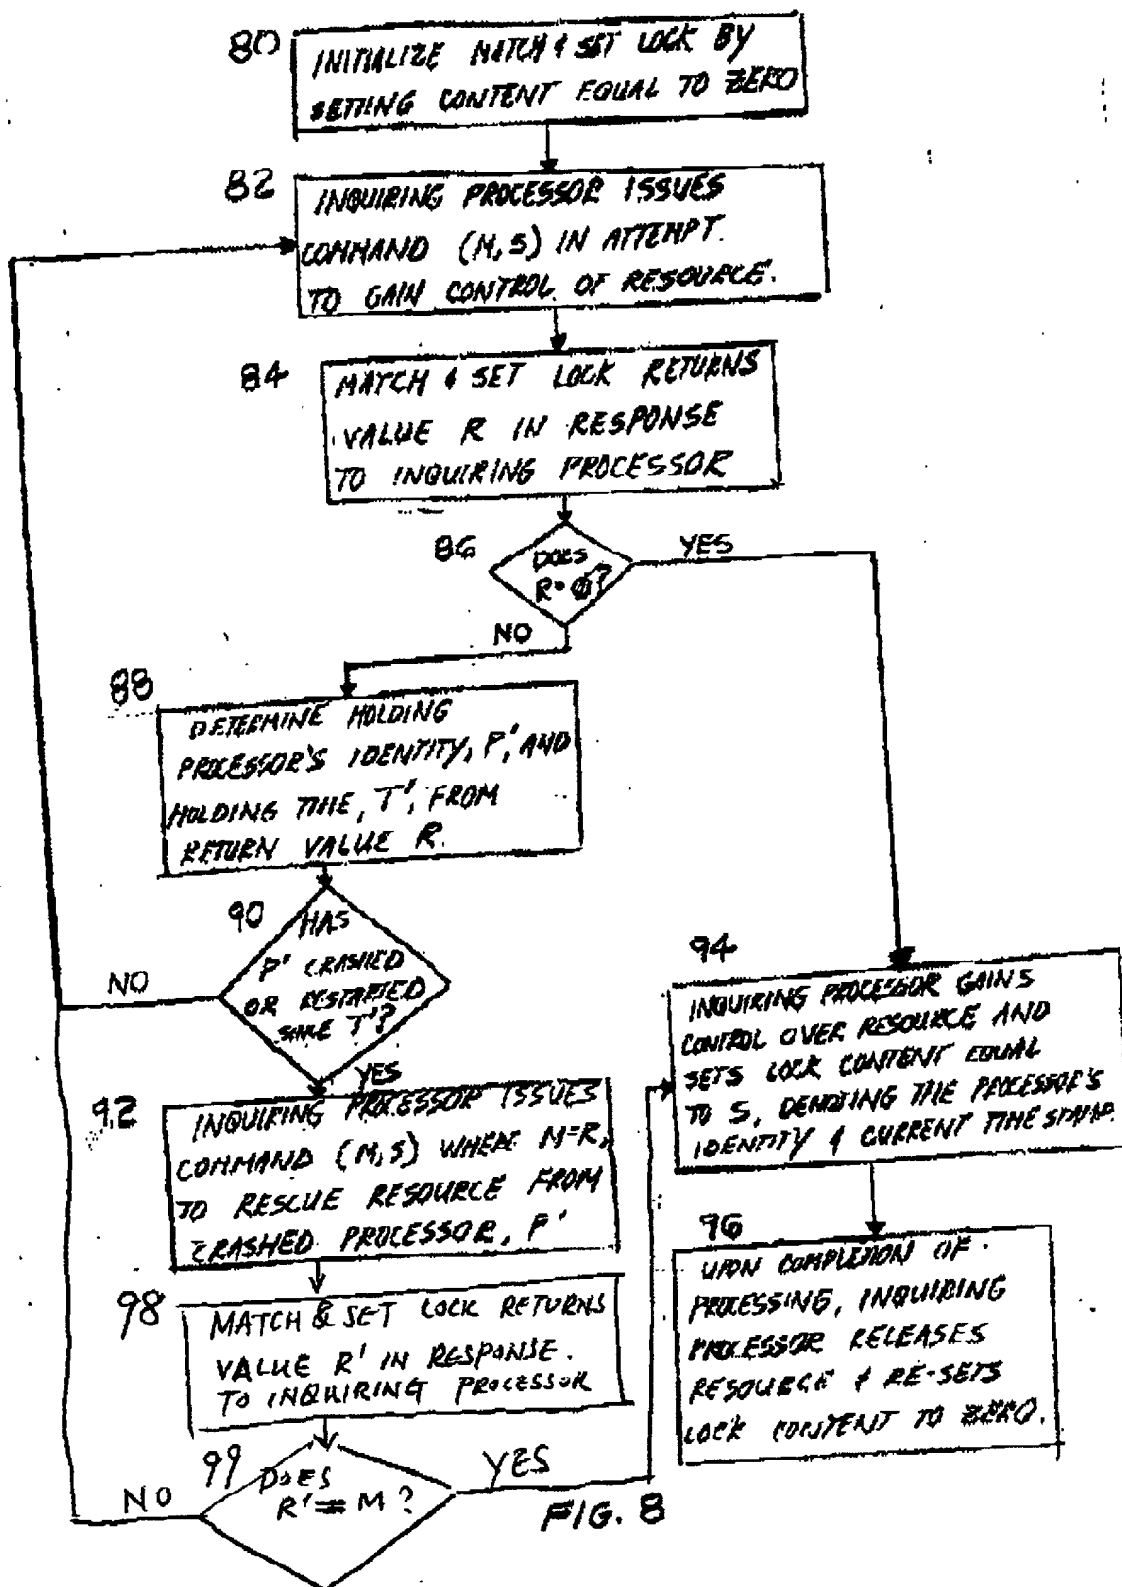 80
INITIALIZE MATCH & SET LOCK BY
SETTING CONTENT EQUAL TO ZERO
82
INQUIRING PROCESSOR ISSUES
COMMAND (M,S) IN ATTEMPT.
TO GAIN CONTROL OF RESOURCE.
84
MATCH & SET LOCK RETURNS
VALUE R IN RESPONSE
TO INQUIRING PROCESSOR
86
DOES
R=Ø?
YES
NO
88
DETERMINE HOLDING
PROCESSOR'S IDENTITY, P', AND
HOLDING TIME, T', FROM
RETURN VALUE R.
90
HAS
P' CRASHED
OR RESTARTED
SINCE T'?
NO
YES
92
INQUIRING PROCESSOR ISSUES
COMMAND (M,S) WHERE M=R,
TO RESCUE RESOURCE FROM
CRASHED PROCESSOR, P'
94
INQUIRING PROCESSOR GAINS
CONTROL OVER RESOURCE AND
SETS LOCK CONTENT EQUAL
TO S, DENOTING THE PROCESSOR'S
IDENTITY & CURRENT TIME STAMP.
96
UPON COMPLETION OF
PROCESSING, INQUIRING
PROCESSOR RELEASES
RESOURCE & RE-SETS
LOCK CONTENT TO ZERO.
98
MATCH & SET LOCK RETURNS
VALUE R' IN RESPONSE.
TO INQUIRING PROCESSOR
99
DOES
R'=M?
NO
YES
FIG. 8